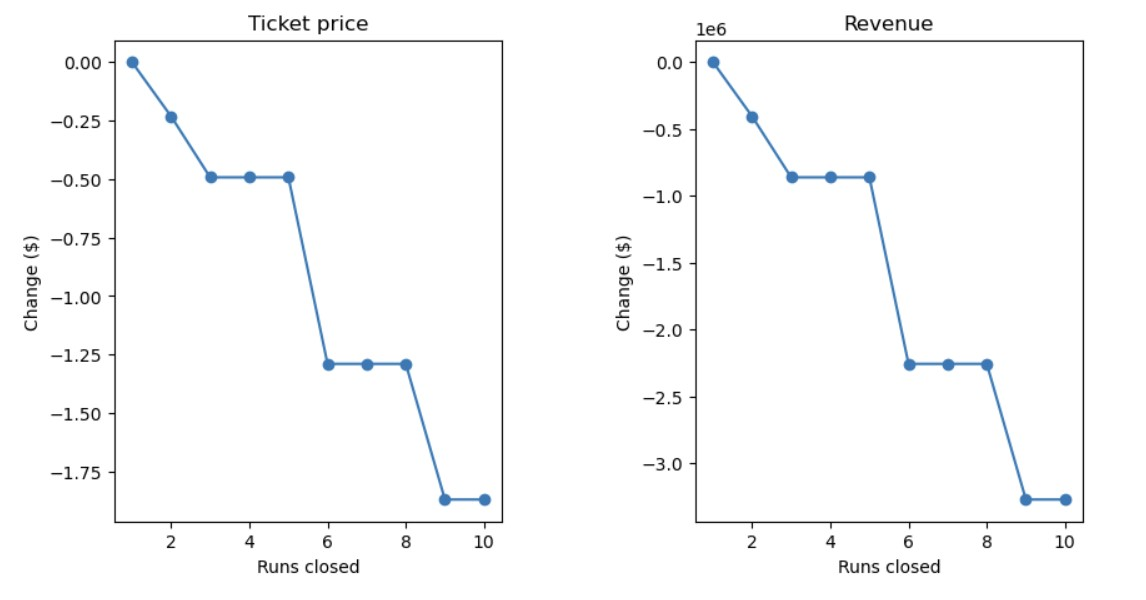 Ticket price
0.00
−0.25
−0.50
−0.75
−1.00
−1.25
−1.50
−1.75
Change ($)
2 4 6 8 10
Runs closed
Revenue
1e6
0.0
−0.5
−1.0
−1.5
−2.0
−2.5
−3.0
Change ($)
2 4 6 8 10
Runs closed